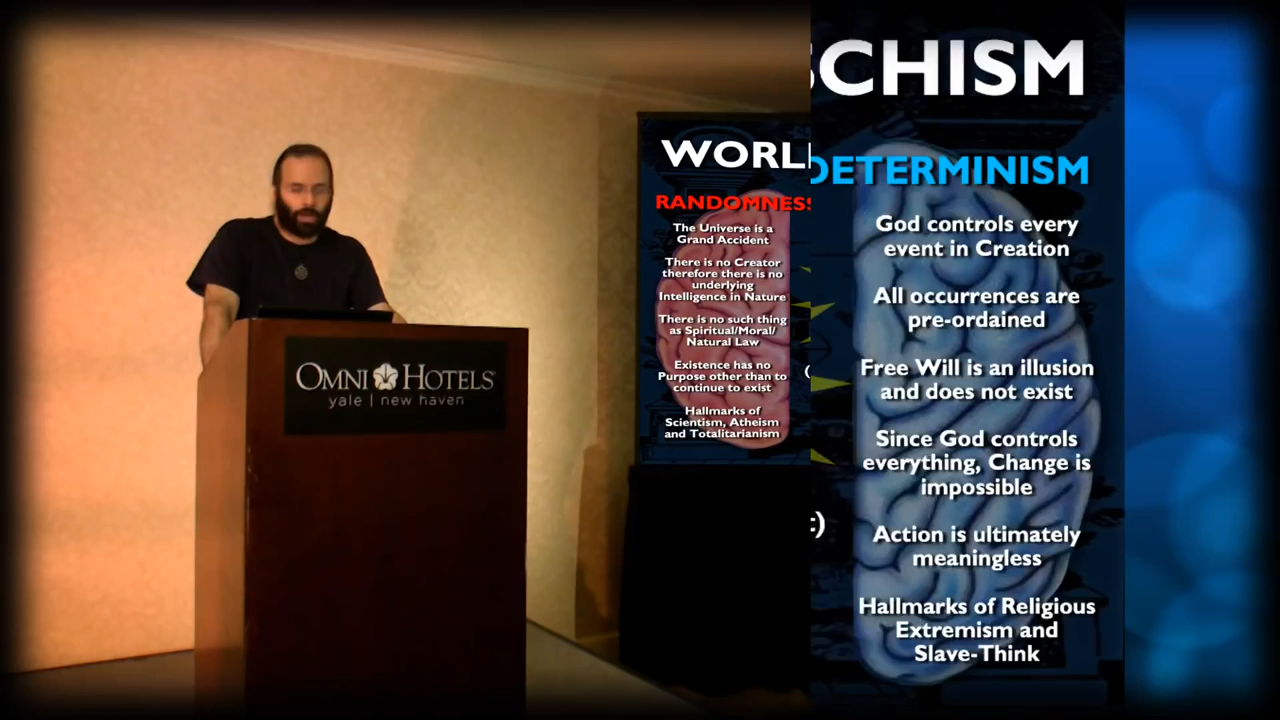 OMNI HOTELS
yale | new haven
WORL
RANDOMNESS
The Universe is a
Grand Accident
There is no Creator
therefore there is no
underlying
Intelligence in Nature
There is no such thing
as Spiritual/Moral/
Natural Law
Existence has no
Purpose other than to
continue to exist
Hallmarks of
Scientism, Atheism
and Totalitarianism
SCHISM
DETERMINISM
God controls every
event in Creation
All occurrences are
pre-ordained
Free Will is an illusion
and does not exist
Since God controls
everything, Change is
impossible
Action is ultimately
meaningless
Hallmarks of Religious
Extremism and
Slave-Think